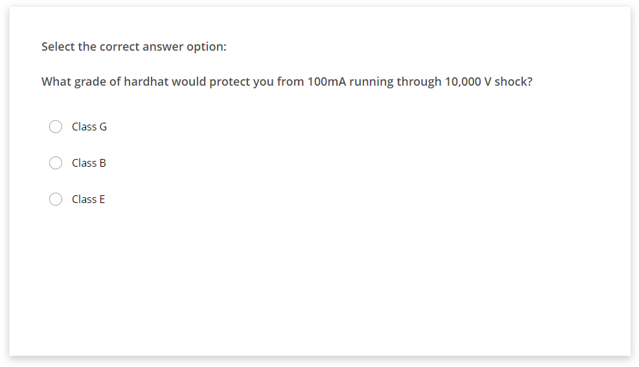 Select the correct answer option:
What grade of hardhat would protect you from 100mA running through 10,000 V shock?
Class G
Class B
Class E